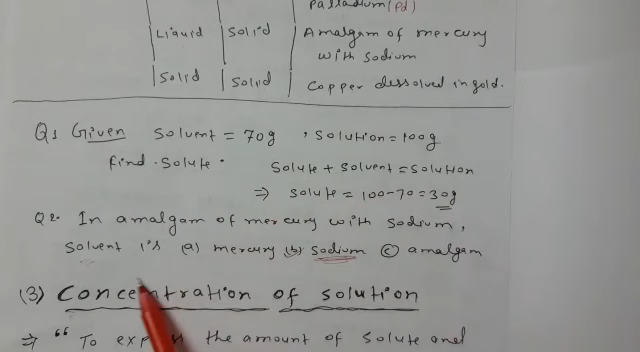 Palladium (Pd)
Liquid Solid Amalgam of mercury
with sodium
Solid Solid Copper dissolved in gold.
Q1 Given Solvent = 70g , Solution = 100g
find solute. Solute + Solvent = Solution
⇒ Solute = 100-70 = 30g
Q2. In amalgam of mercury with sodium,
Solvent is (a) mercury (b) sodium (c) amalgam
(3) Concentration of solution
⇒ " To the amount of solute and